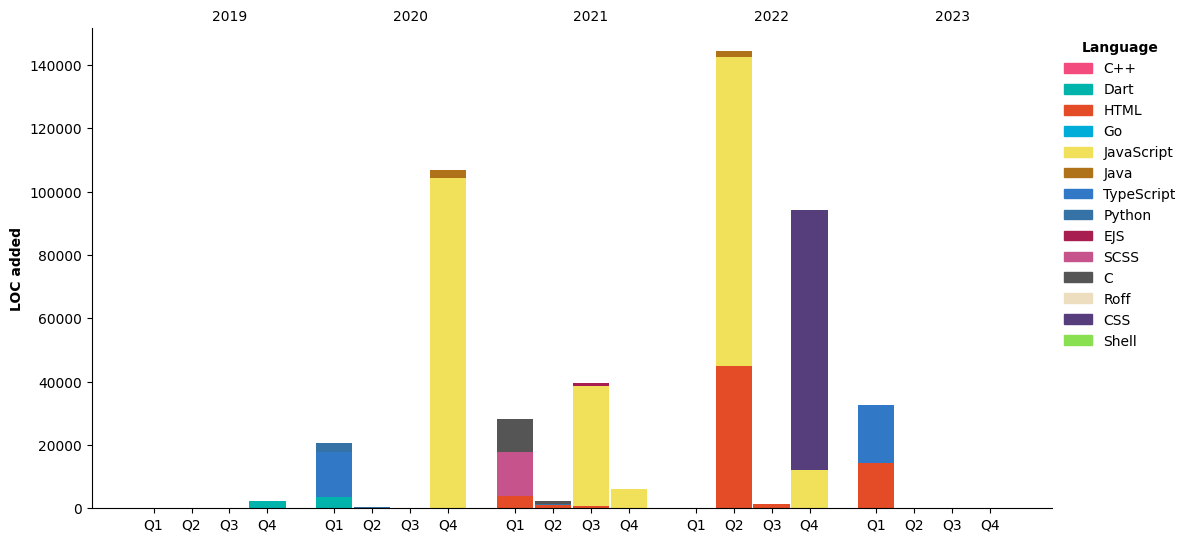 2019 2020 2021 2022 2023
LOC added
140000
120000
100000
80000
60000
40000
20000
0
Q1 Q2 Q3 Q4 Q1 Q2 Q3 Q4 Q1 Q2 Q3 Q4 Q1 Q2 Q3 Q4 Q1 Q2 Q3 Q4
Language
C++
Dart
HTML
Go
JavaScript
Java
TypeScript
Python
EJS
SCSS
C
Roff
CSS
Shell